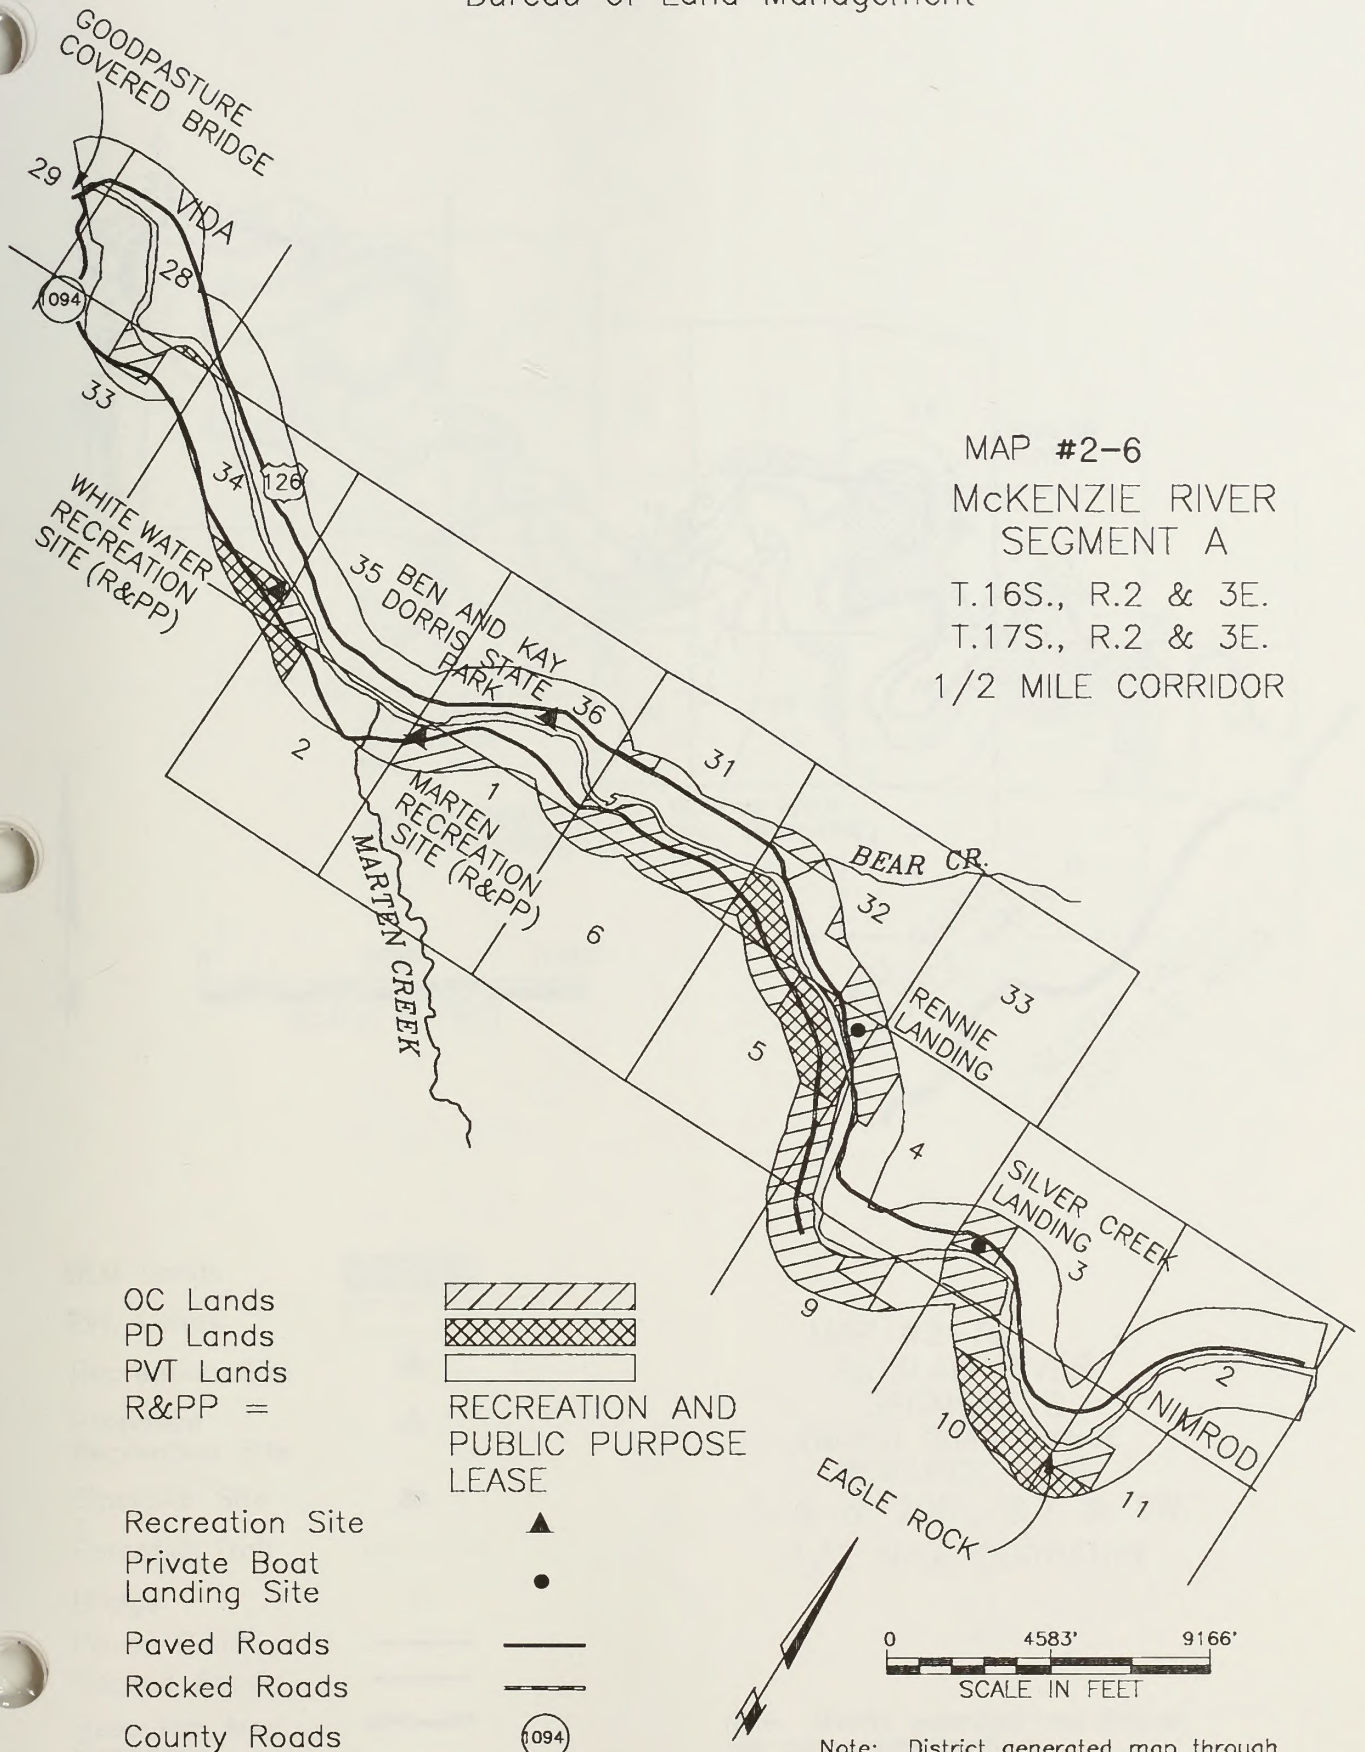 Bureau of Land Management
GOODPASTURE
COVERED BRIDGE
29
VIDA
28
1094
33
34
126
WHITE WATER
RECREATION
SITE (R&PP)
35
BEN AND KAY
DORRIS STATE
PARK
36
31
MAP #2-6
McKENZIE RIVER
SEGMENT A
T.16S., R.2 & 3E.
T.17S., R.2 & 3E.
1/2 MILE CORRIDOR
2
1
MARTEN
RECREATION
SITE (R&PP)
MARTEN CREEK
6
BEAR CR.
32
33
RENNIE
LANDING
5
4
SILVER CREEK
LANDING
3
9
2
NIMROD
10
11
EAGLE ROCK
OC Lands
PD Lands
PVT Lands
R&PP =
RECREATION AND
PUBLIC PURPOSE
LEASE
Recreation Site
Private Boat
Landing Site
Paved Roads
Rocked Roads
County Roads
1094
0 4583' 9166'
SCALE IN FEET
Note: District generated map through